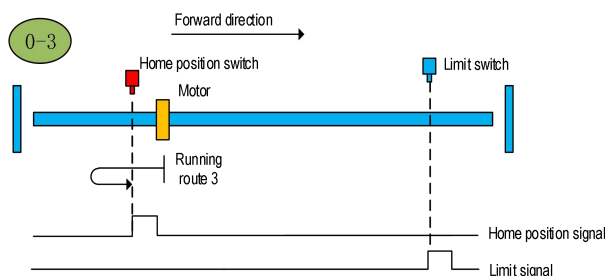 Forward direction
0-3
Home position switch
Limit switch
Motor
Running
route 3
Home position signal
Limit signal